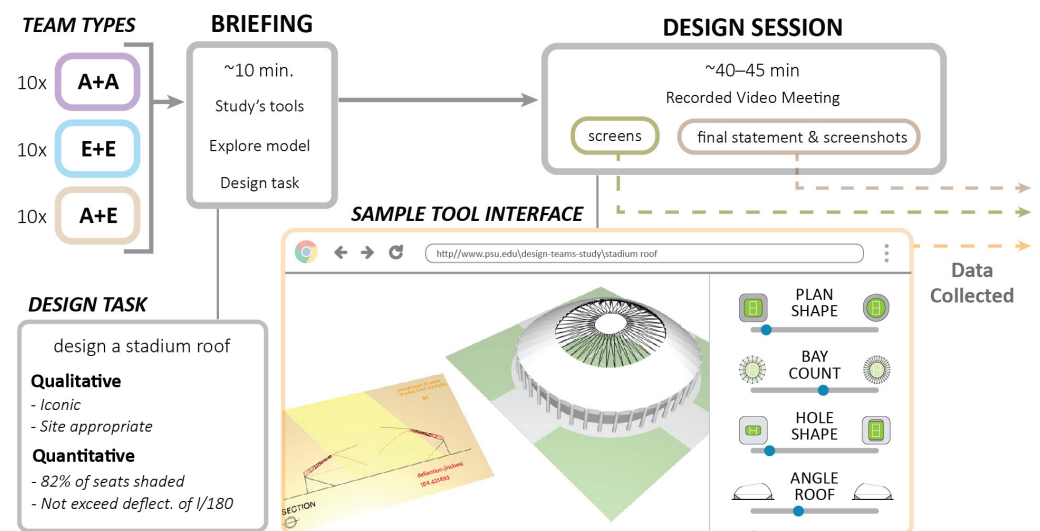 TEAM TYPES
10x A+A
10x E+E
10x A+E
BRIEFING
~10 min.
Study's tools
Explore model
Design task
DESIGN SESSION
~40–45 min
Recorded Video Meeting
screens
final statement & screenshots
Data
Collected
SAMPLE TOOL INTERFACE
http//www.psu.edu\design-teams-study\stadium roof
DESIGN TASK
design a stadium roof
Qualitative
- Iconic
- Site appropriate
Quantitative
- 82% of seats shaded
- Not exceed deflect. of l/180
deflection (inches)
SECTION
PLAN
SHAPE
BAY
COUNT
HOLE
SHAPE
ANGLE
ROOF